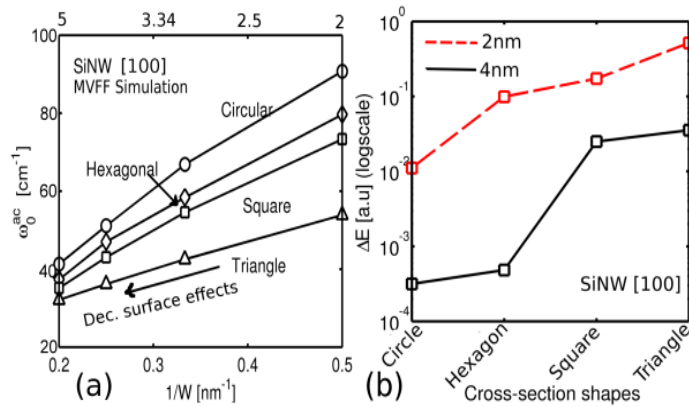 5 3.34 2.5 2
100
80
60
40
20
ω₀ᵃᶜ [cm⁻¹]
SiNW [100]
MVFF Simulation
Circular
Hexagonal
Square
Triangle
Dec. surface effects
0.2 0.3 0.4 0.5
(a) 1/W [nm⁻¹]
10⁰
10⁻¹
10⁻²
10⁻³
10⁻⁴
ΔE [a.u] (logscale)
2nm
4nm
SiNW [100]
Circle Hexagon Square Triangle
(b) Cross-section shapes